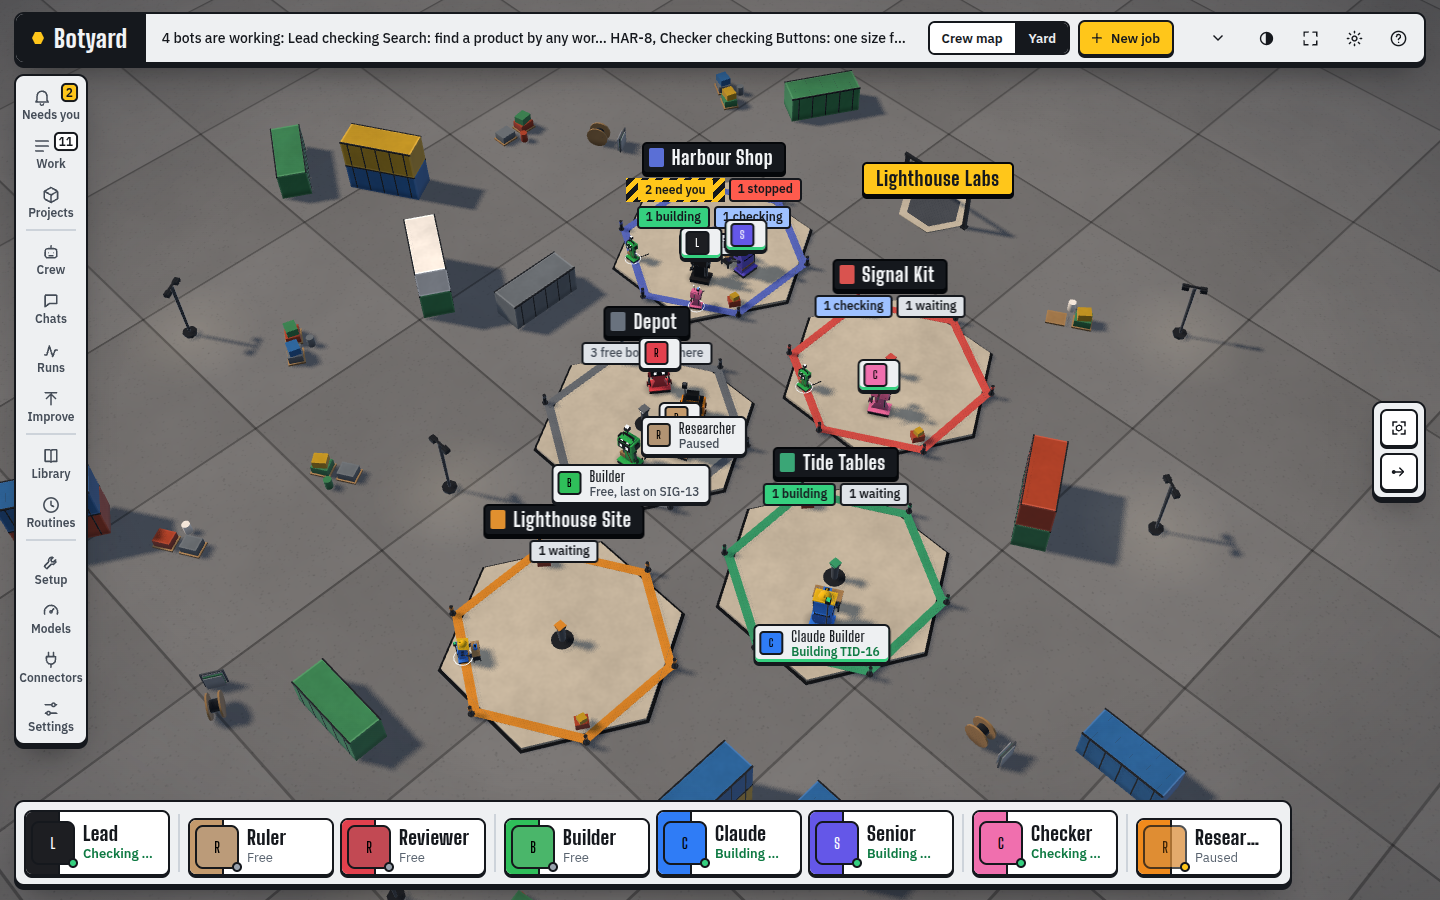 Botyard
4 bots are working: Lead checking Search: find a product by any wor... HAR-8, Checker checking Buttons: one size f...
Crew map
Yard
+ New job
Needs you
2
Work
11
Projects
Crew
Chats
Runs
Improve
Library
Routines
Setup
Models
Connectors
Settings
Harbour Shop
2 need you
1 stopped
1 building
1 checking
L
S
Lighthouse Labs
Signal Kit
1 checking
1 waiting
C
Depot
3 free
here
R
R
Researcher
Paused
B
Builder
Free, last on SIG-13
Tide Tables
1 building
1 waiting
C
Claude Builder
Building TID-16
Lighthouse Site
1 waiting
L
Lead
Checking ...
R
Ruler
Free
R
Reviewer
Free
B
Builder
Free
C
Claude
Building ...
S
Senior
Building ...
C
Checker
Checking ...
R
Resear...
Paused